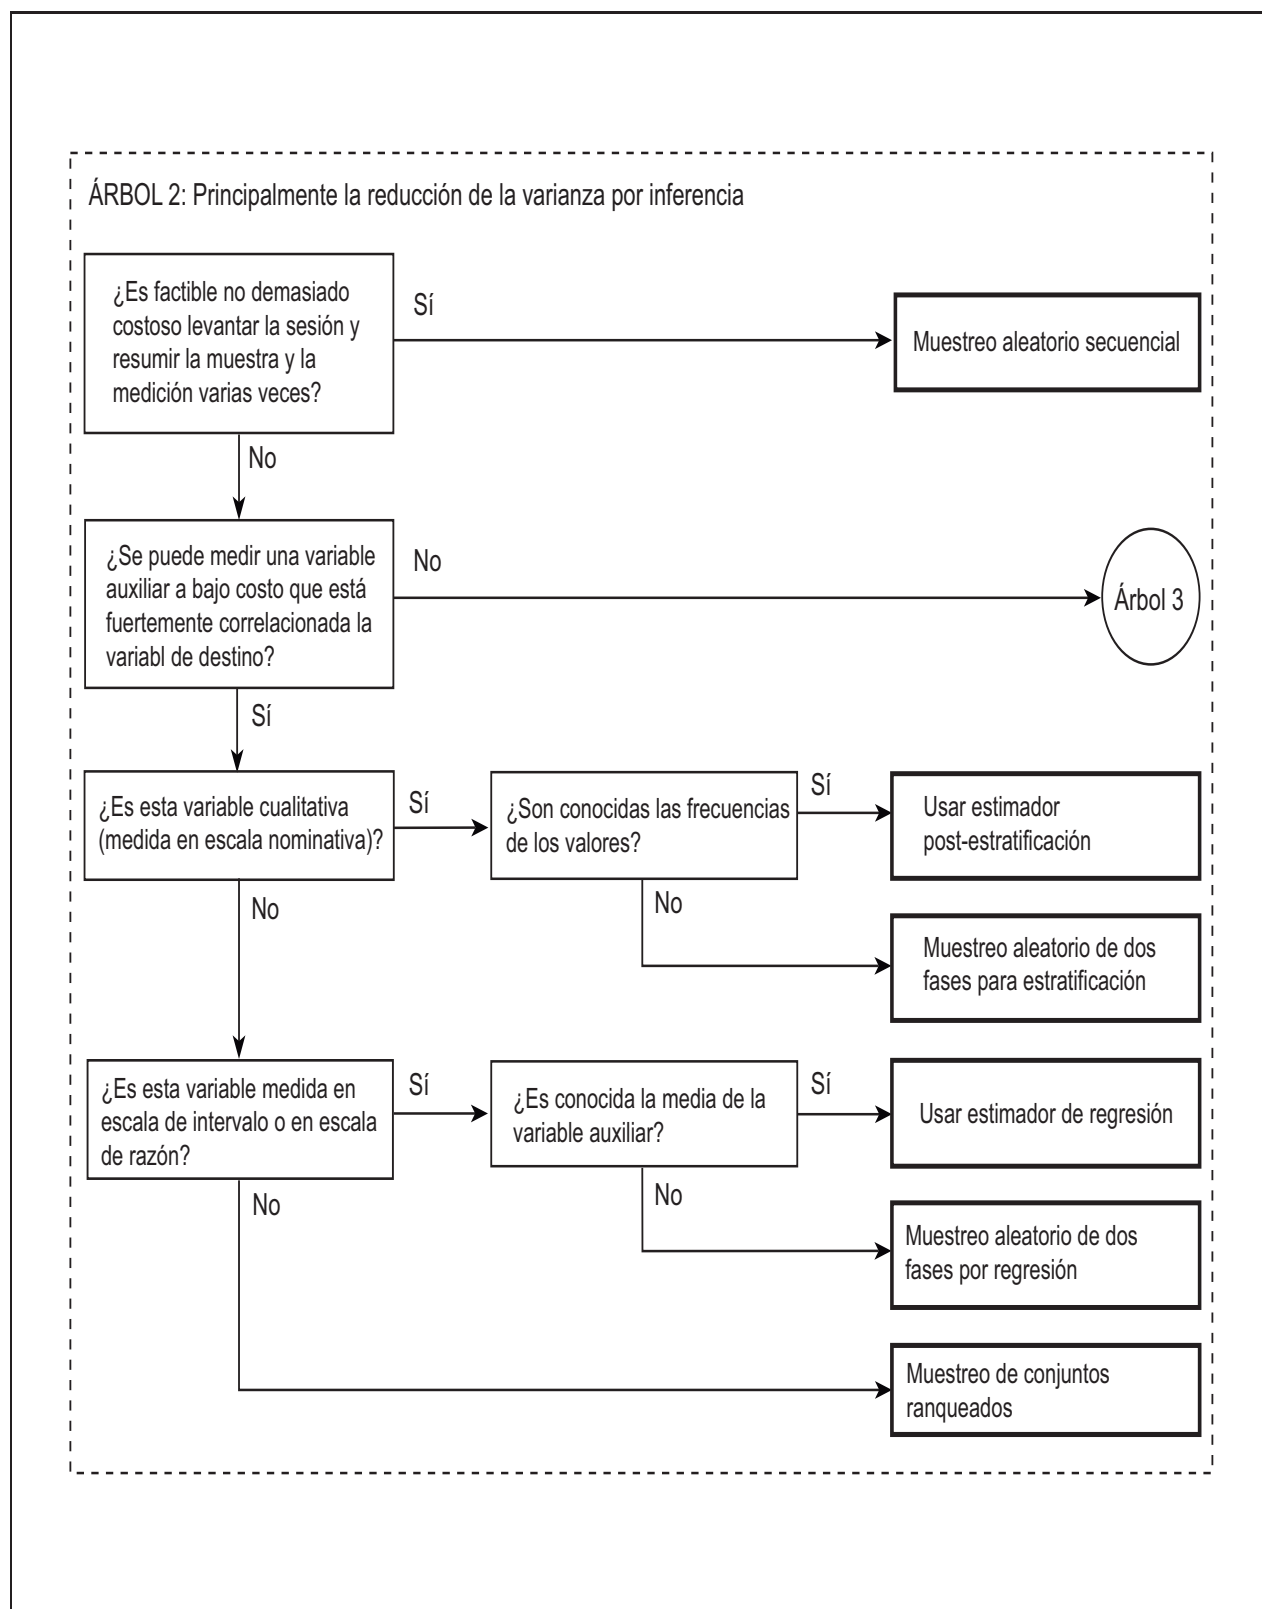 ÁRBOL 2: Principalmente la reducción de la varianza por inferencia
¿Es factible no demasiado
costoso levantar la sesión y
resumir la muestra y la
medición varias veces?
Sí
Muestreo aleatorio secuencial
No
¿Se puede medir una variable
auxiliar a bajo costo que está
fuertemente correlacionada la
variabl de destino?
No
Árbol 3
Sí
¿Es esta variable cualitativa
(medida en escala nominativa)?
Sí
¿Son conocidas las frecuencias
de los valores?
Sí
Usar estimador
post-estratificación
No
Muestreo aleatorio de dos
fases para estratificación
No
¿Es esta variable medida en
escala de intervalo o en escala
de razón?
Sí
¿Es conocida la media de la
variable auxiliar?
Sí
Usar estimador de regresión
No
Muestreo aleatorio de dos
fases por regresión
No
Muestreo de conjuntos
ranqueados